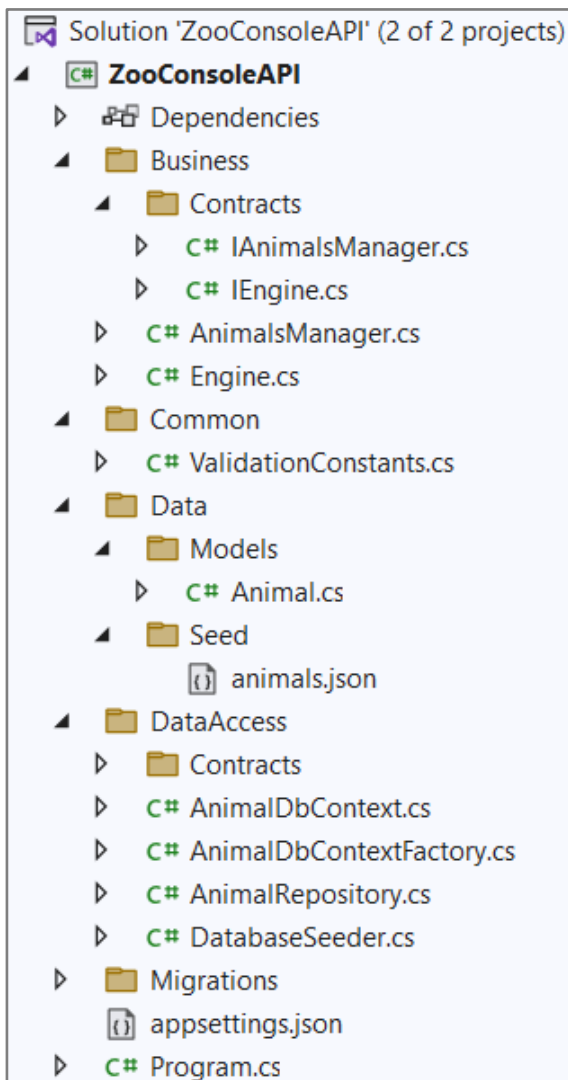 Solution 'ZooConsoleAPI' (2 of 2 projects)
C# ZooConsoleAPI
Dependencies
Business
Contracts
C# IAnimalsManager.cs
C# IEngine.cs
C# AnimalsManager.cs
C# Engine.cs
Common
C# ValidationConstants.cs
Data
Models
C# Animal.cs
Seed
animals.json
DataAccess
Contracts
C# AnimalDbContext.cs
C# AnimalDbContextFactory.cs
C# AnimalRepository.cs
C# DatabaseSeeder.cs
Migrations
appsettings.json
C# Program.cs